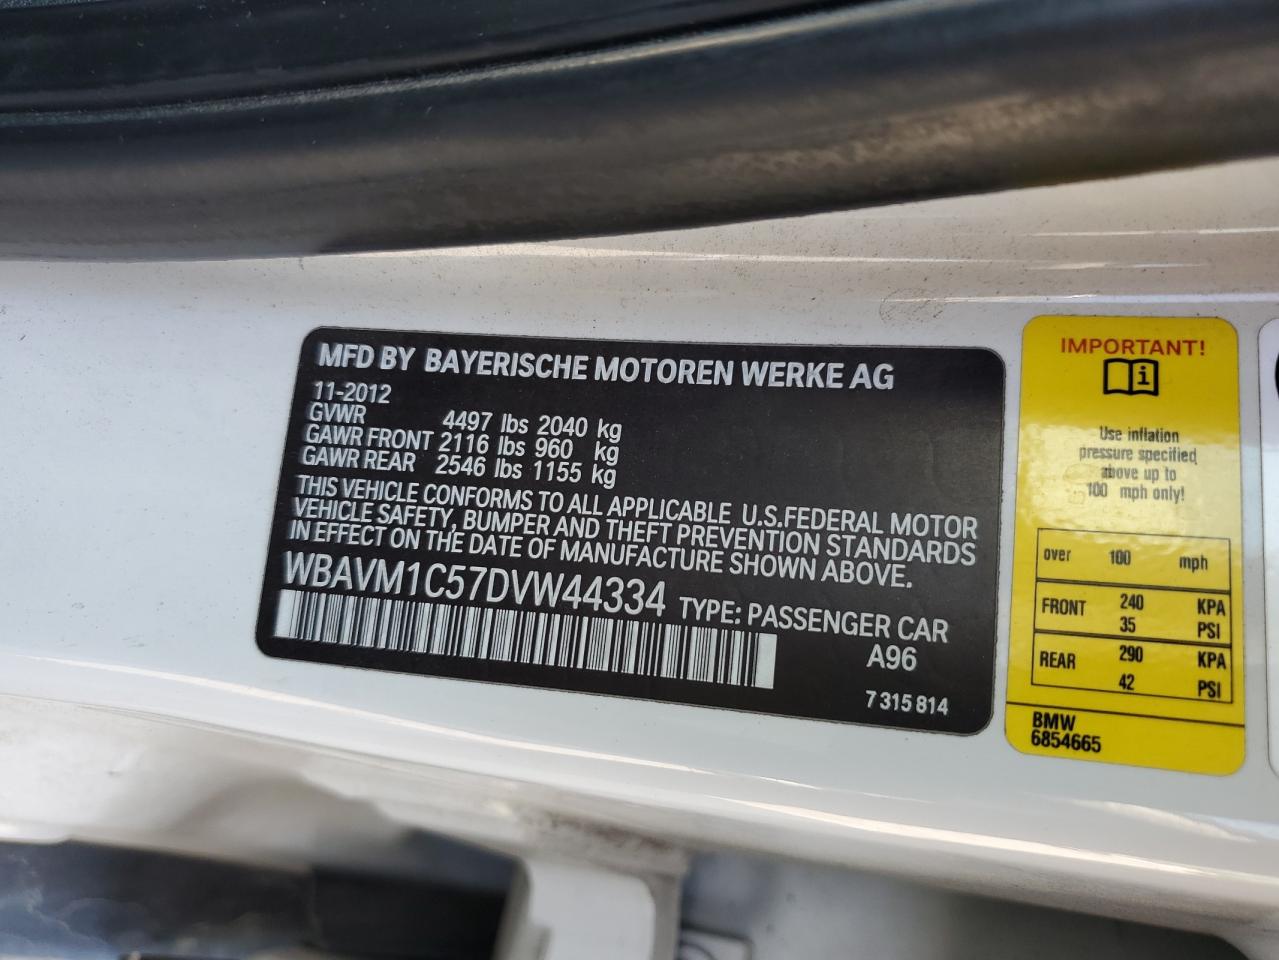 MFD BY BAYERISCHE MOTOREN WERKE AG
11-2012
GVWR 4497 lbs 2040 kg
GAWR FRONT 2116 lbs 960 kg
GAWR REAR 2546 lbs 1155 kg
THIS VEHICLE CONFORMS TO ALL APPLICABLE U.S.FEDERAL MOTOR
VEHICLE SAFETY, BUMPER AND THEFT PREVENTION STANDARDS
IN EFFECT ON THE DATE OF MANUFACTURE SHOWN ABOVE.
WBAVM1C57DVW44334 TYPE: PASSENGER CAR
A96
7 315 814
IMPORTANT!
i
Use inflation
pressure specified
above up to
100 mph only!
over 100 mph
FRONT 240 KPA
35 PSI
REAR 290 KPA
42 PSI
BMW
6854665